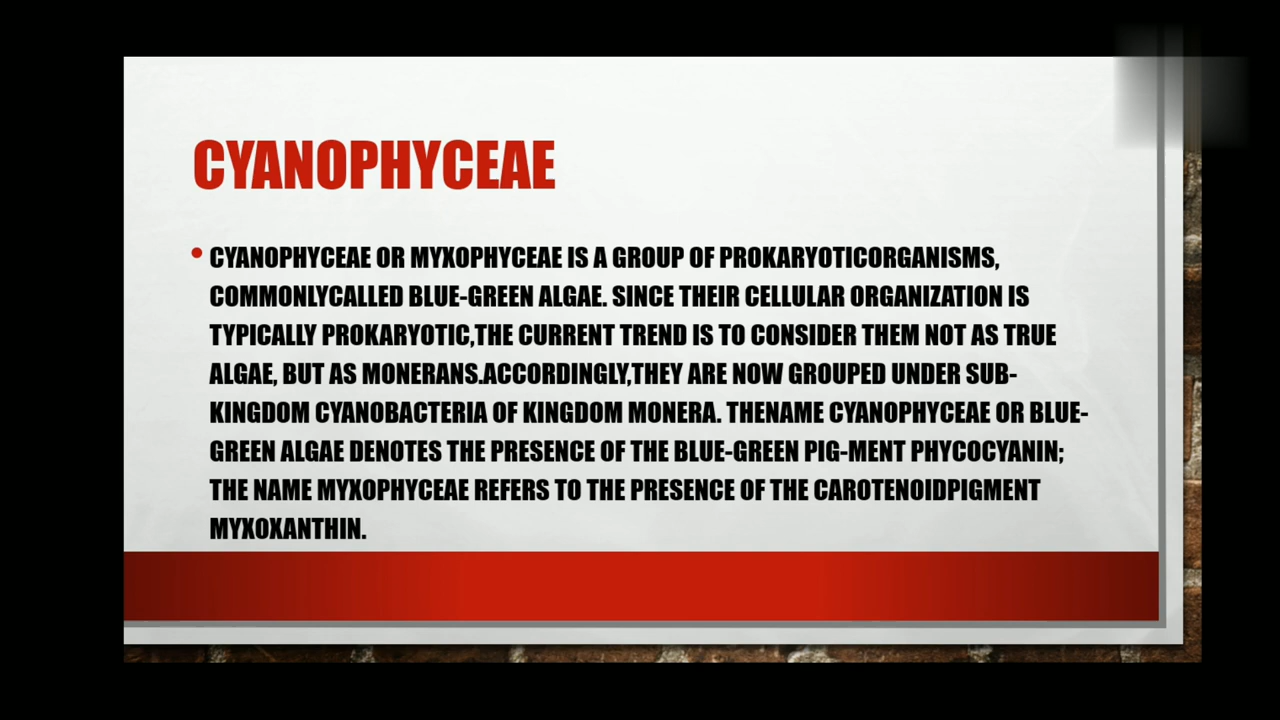 CYANOPHYCEAE
• CYANOPHYCEAE OR MYXOPHYCEAE IS A GROUP OF PROKARYOTICORGANISMS,
COMMONLYCALLED BLUE-GREEN ALGAE. SINCE THEIR CELLULAR ORGANIZATION IS
TYPICALLY PROKARYOTIC,THE CURRENT TREND IS TO CONSIDER THEM NOT AS TRUE
ALGAE, BUT AS MONERANS.ACCORDINGLY,THEY ARE NOW GROUPED UNDER SUB-
KINGDOM CYANOBACTERIA OF KINGDOM MONERA. THENAME CYANOPHYCEAE OR BLUE-
GREEN ALGAE DENOTES THE PRESENCE OF THE BLUE-GREEN PIG-MENT PHYCOCYANIN;
THE NAME MYXOPHYCEAE REFERS TO THE PRESENCE OF THE CAROTENOIDPIGMENT
MYXOXANTHIN.